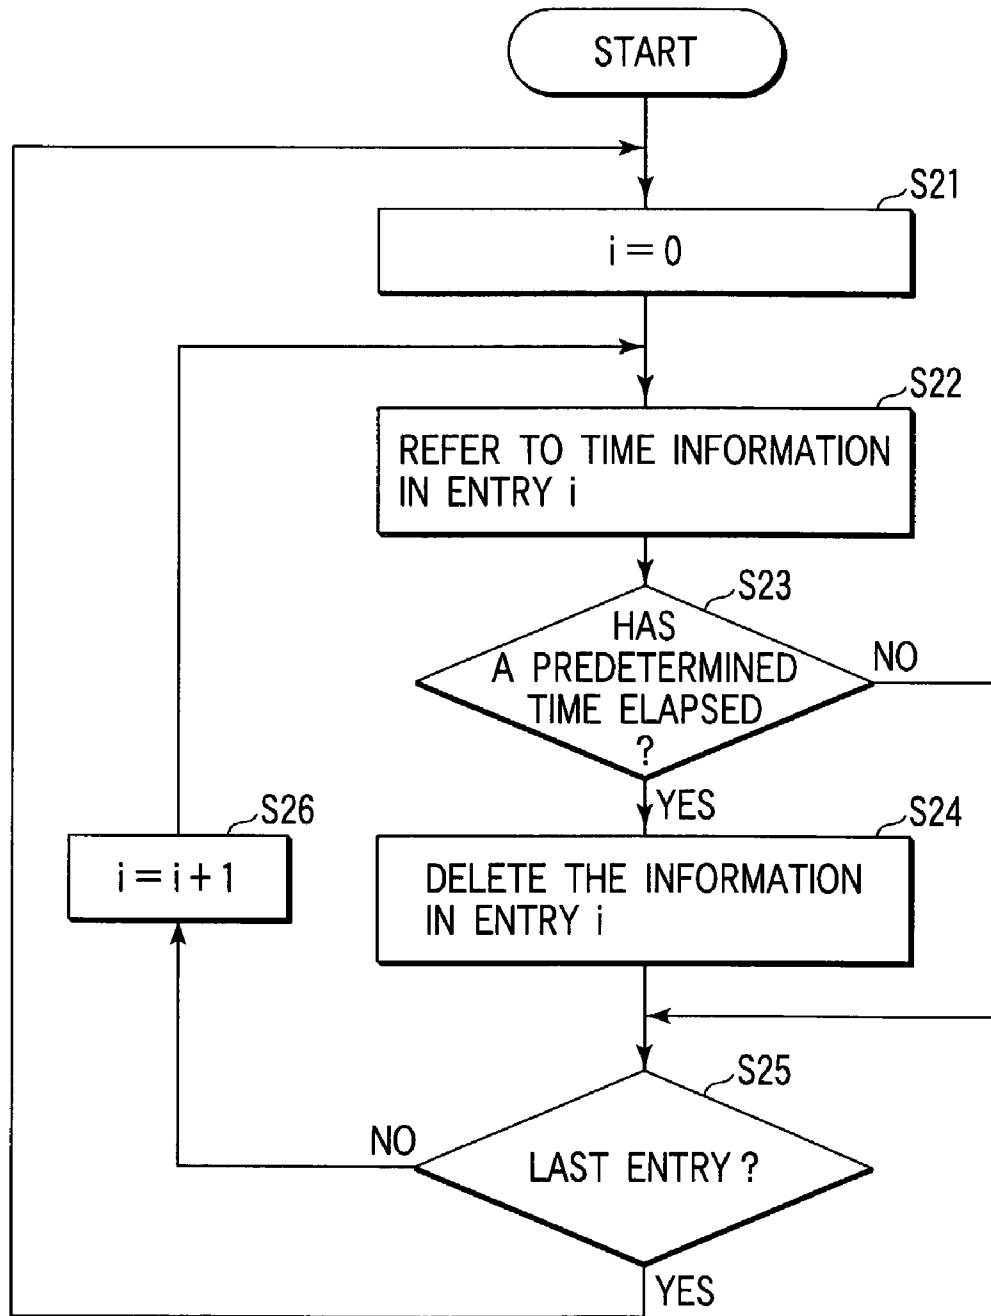 START
S21
i = 0
S22
REFER TO TIME INFORMATION
IN ENTRY i
S23
HAS
A PREDETERMINED
TIME ELAPSED
?
NO
YES
S24
DELETE THE INFORMATION
IN ENTRY i
S26
i = i + 1
S25
LAST ENTRY ?
NO
YES